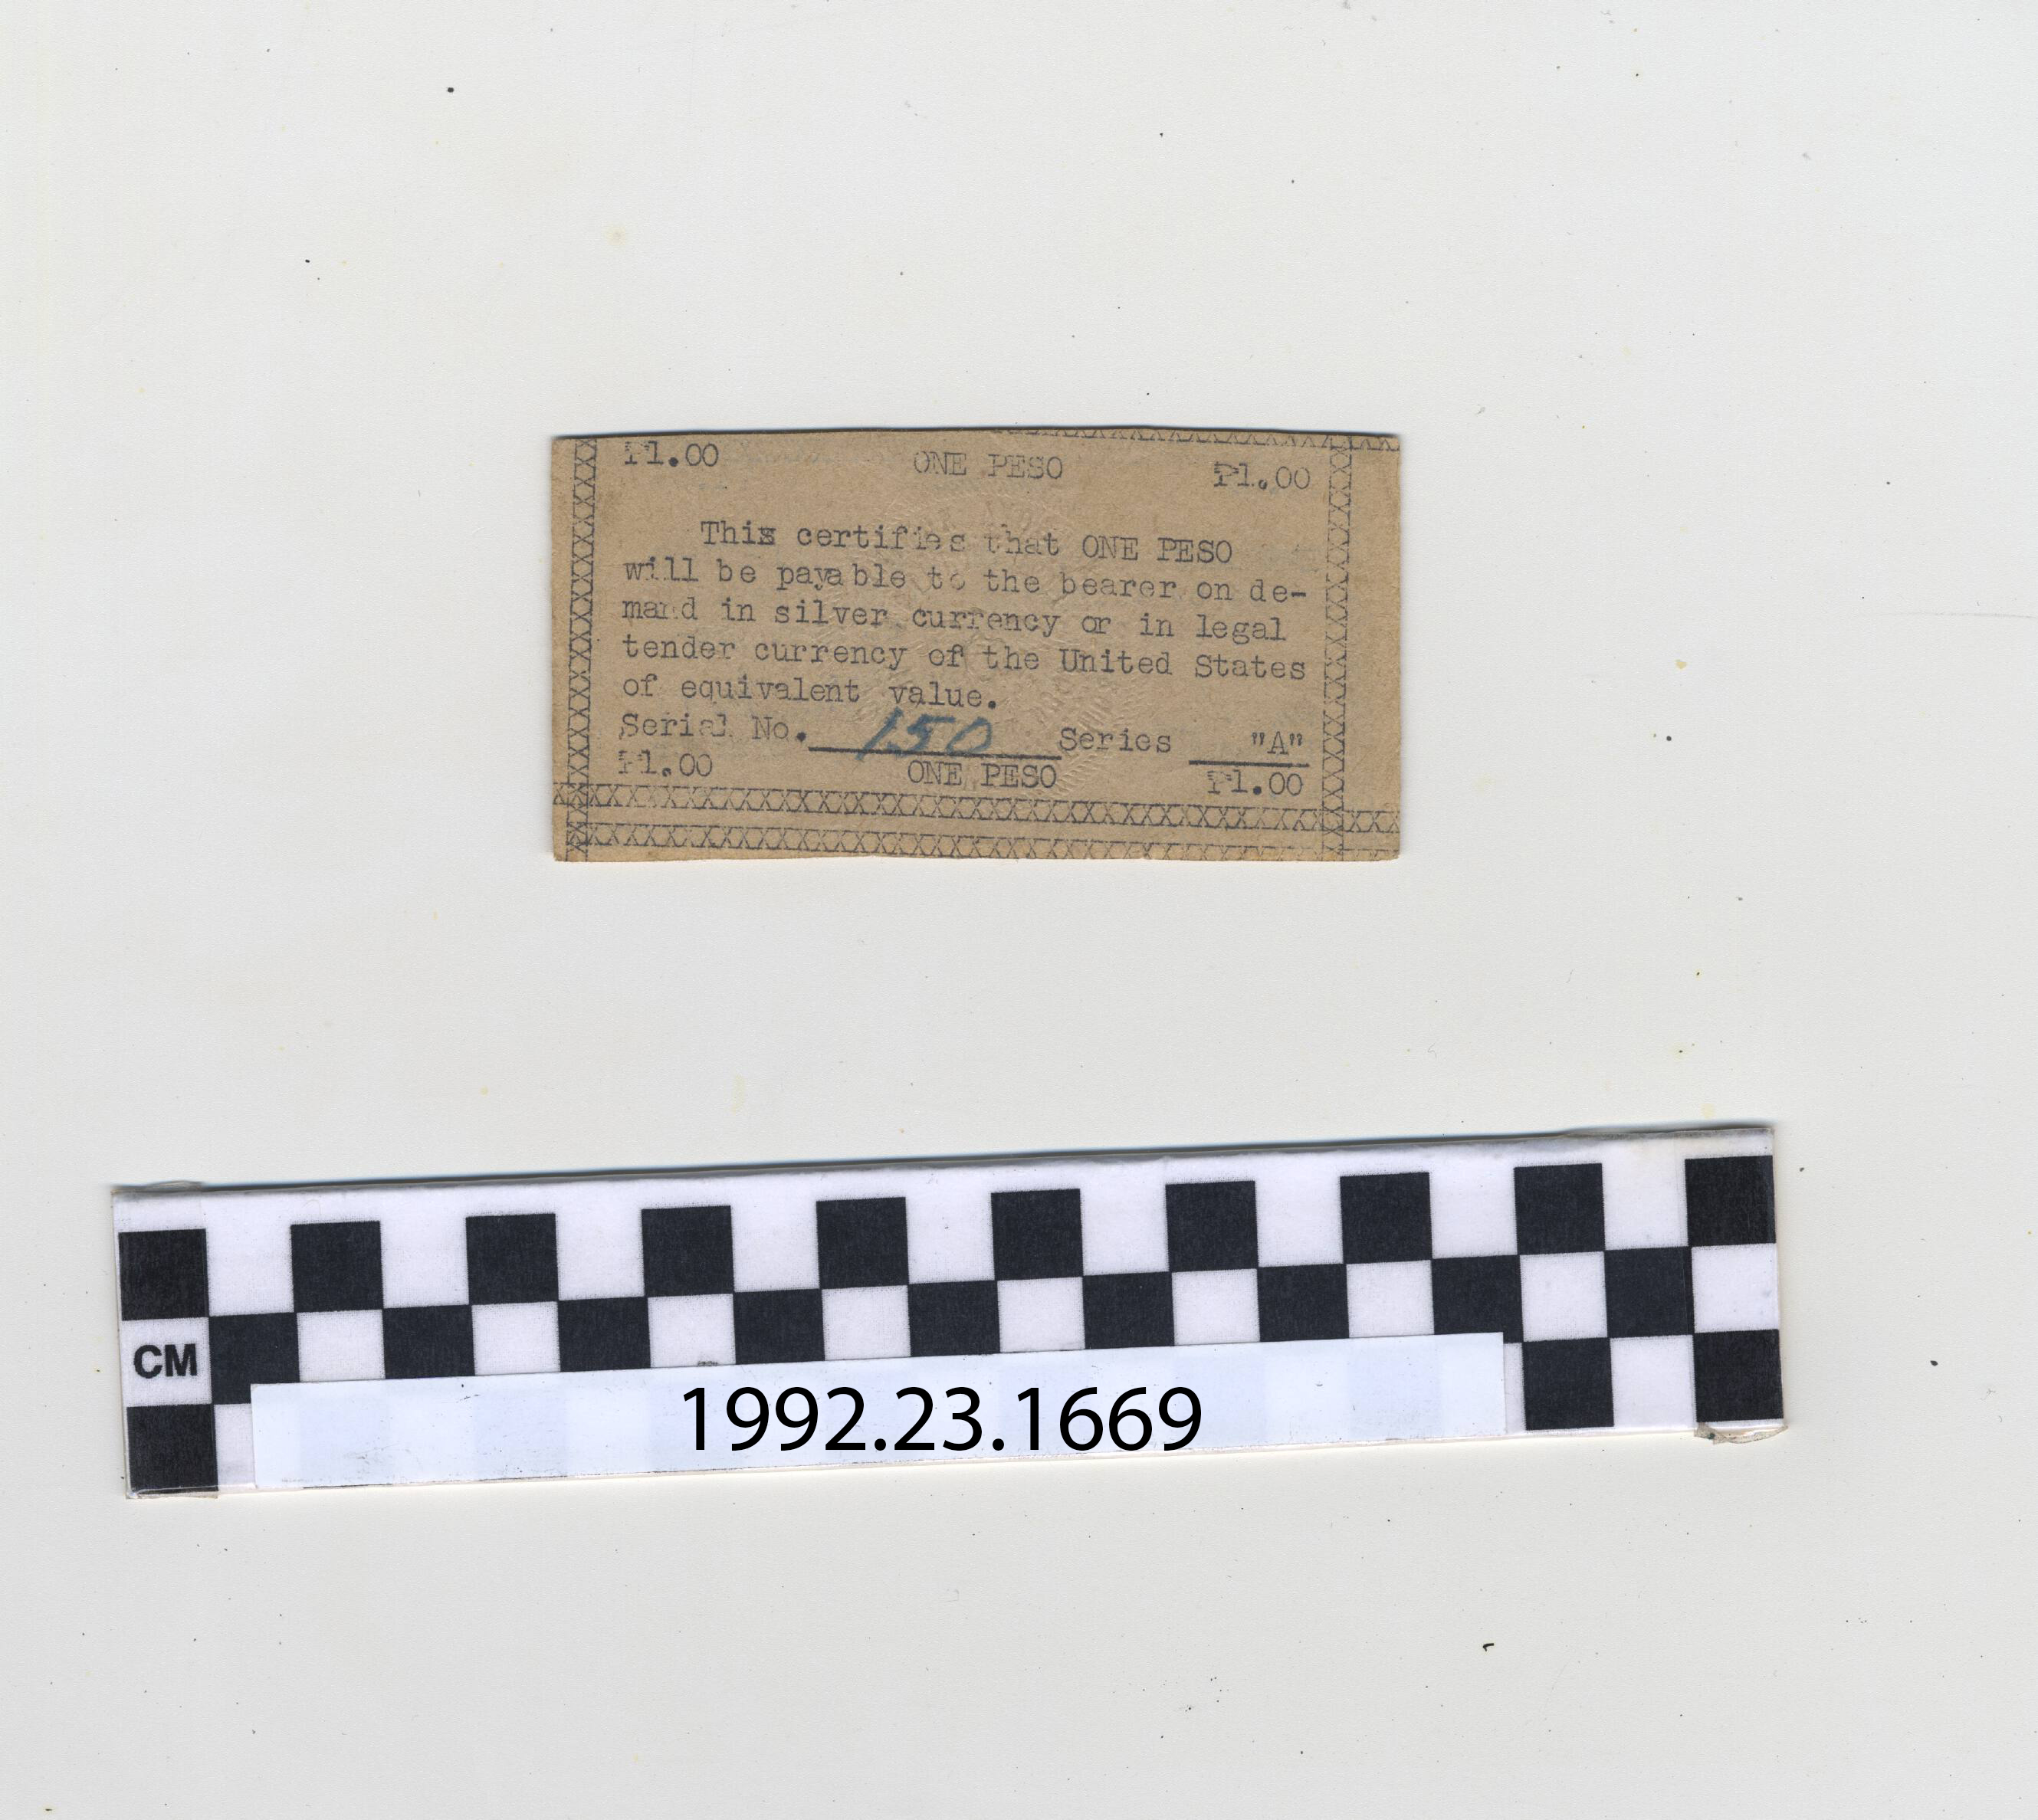 ₱1.00 ONE PESO ₱1.00
This certifies that ONE PESO
will be payable to the bearer on de-
mand in silver currency or in legal
tender currency of the United States
of equivalent value.
Serial No. 150 Series "A"
₱1.00 ONE PESO ₱1.00
CM
1992.23.1669